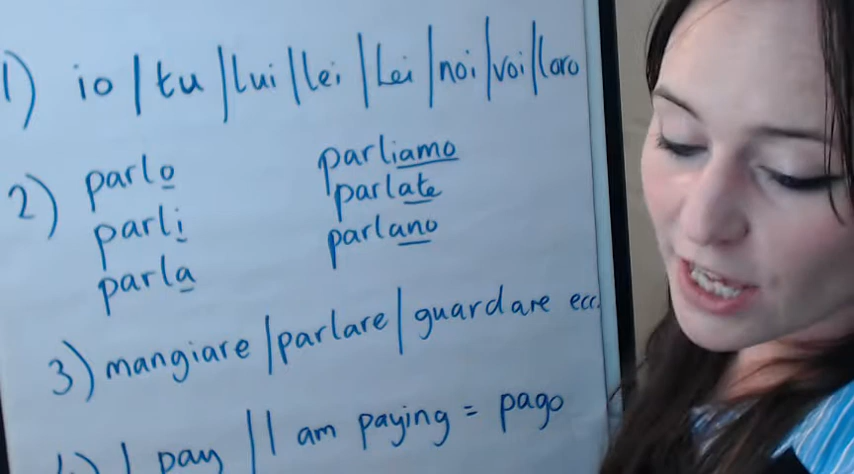 1) io / tu / lui / lei / Lei / noi / voi / loro
2) parlo parliamo
parli parlate
parla parlano
3) mangiare / parlare / guardare ecc.
I pay // I am paying = pago